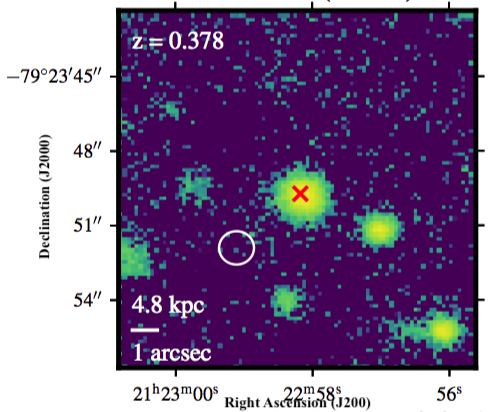 z = 0.378
−79°23′45″
48″
51″
54″
4.8 kpc
1 arcsec
21ʰ23ᵐ00ˢ
22ᵐ58ˢ
56ˢ
Right Ascension (J200)
Declination (J2000)